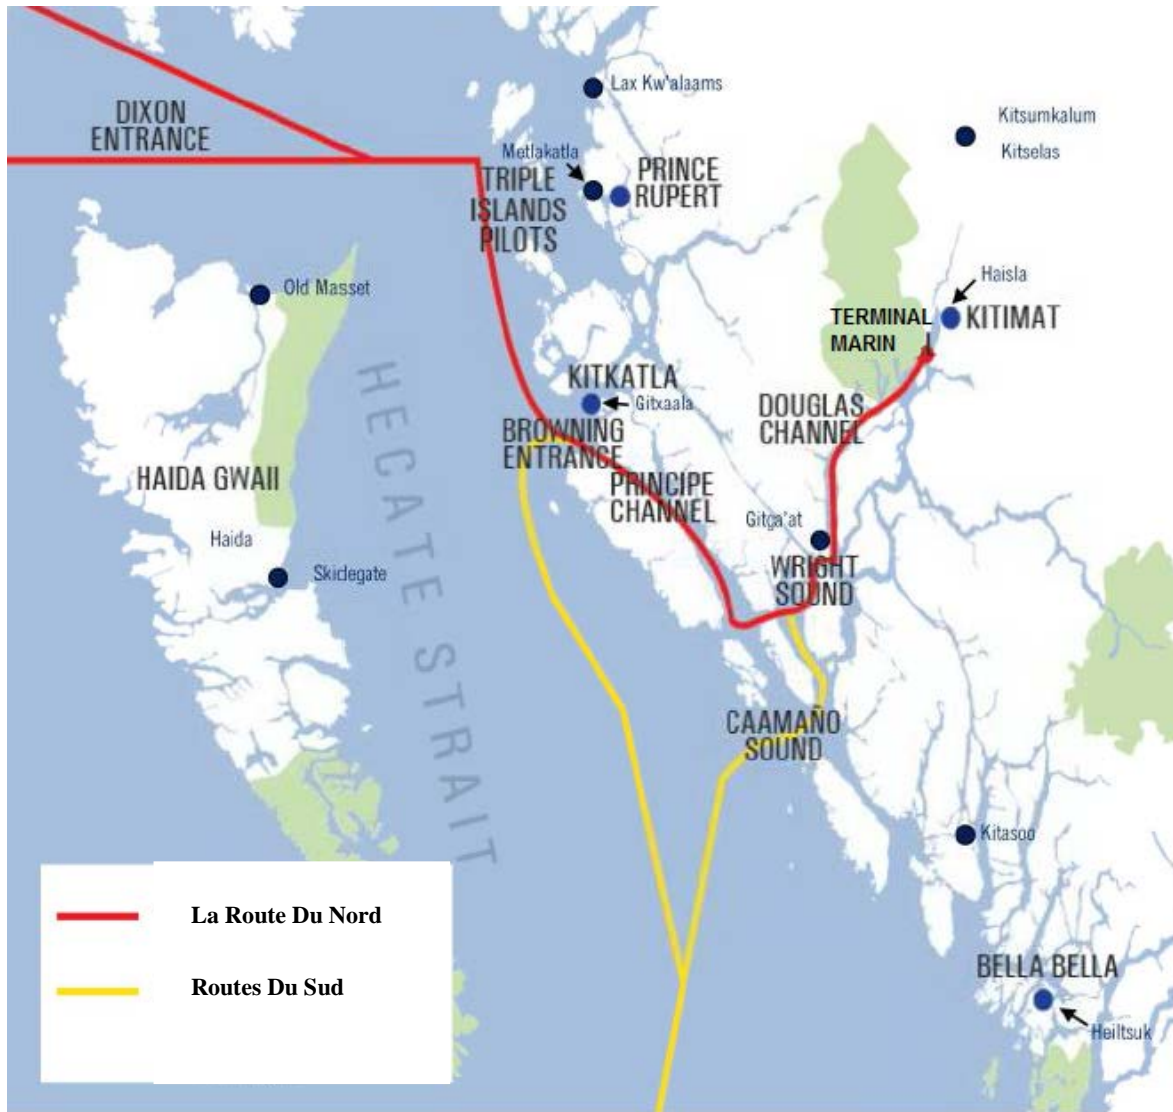 Lax Kw'alaams
DIXON
ENTRANCE
Kitsumkalum
Kitselas
Metlakatla
PRINCE
RUPERT
TRIPLE
ISLANDS
PILOTS
Old Masset
Haisla
KITIMAT
TERMINAL
MARIN
KITKATLA
Gitxaala
DOUGLAS
CHANNEL
BROWNING
ENTRANCE
HAIDA GWAII
PRINCIPE
CHANNEL
Gitga'at
Haida
WRIGHT
SOUND
Skidegate
HECATE STRAIT
CAAMAÑO
SOUND
Kitasoo
La Route Du Nord
Routes Du Sud
BELLA BELLA
Heiltsuk